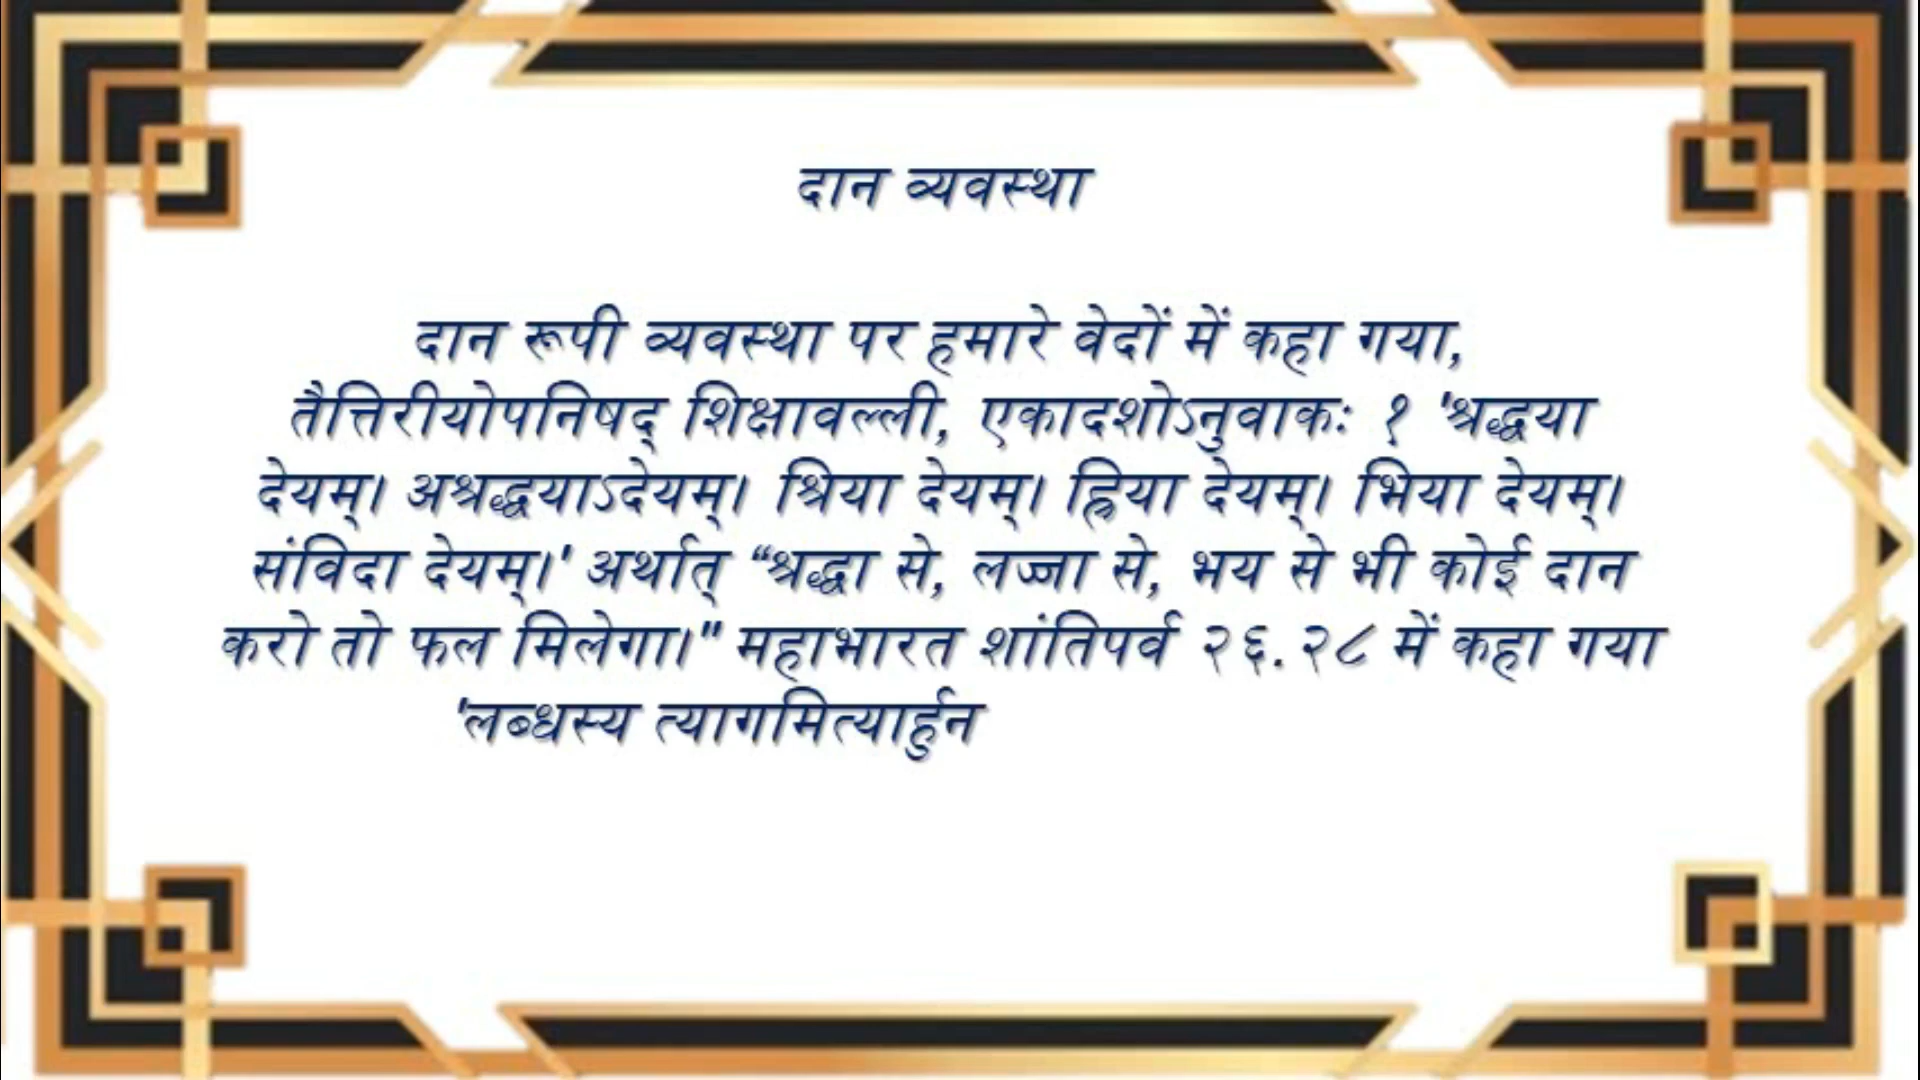 दान व्यवस्था
दान रूपी व्यवस्था पर हमारे वेदों में कहा गया,
तैत्तिरीयोपनिषद् शिक्षावल्ली, एकादशोऽनुवाकः १ 'श्रद्धया
देयम्। अश्रद्धयाऽदेयम्। श्रिया देयम्। ह्रिया देयम्। भिया देयम्।
संविदा देयम्।' अर्थात् “श्रद्धा से, लज्जा से, भय से भी कोई दान
करो तो फल मिलेगा।" महाभारत शांतिपर्व २६.२८ में कहा गया
'लब्धस्य त्यागमित्यार्हुन